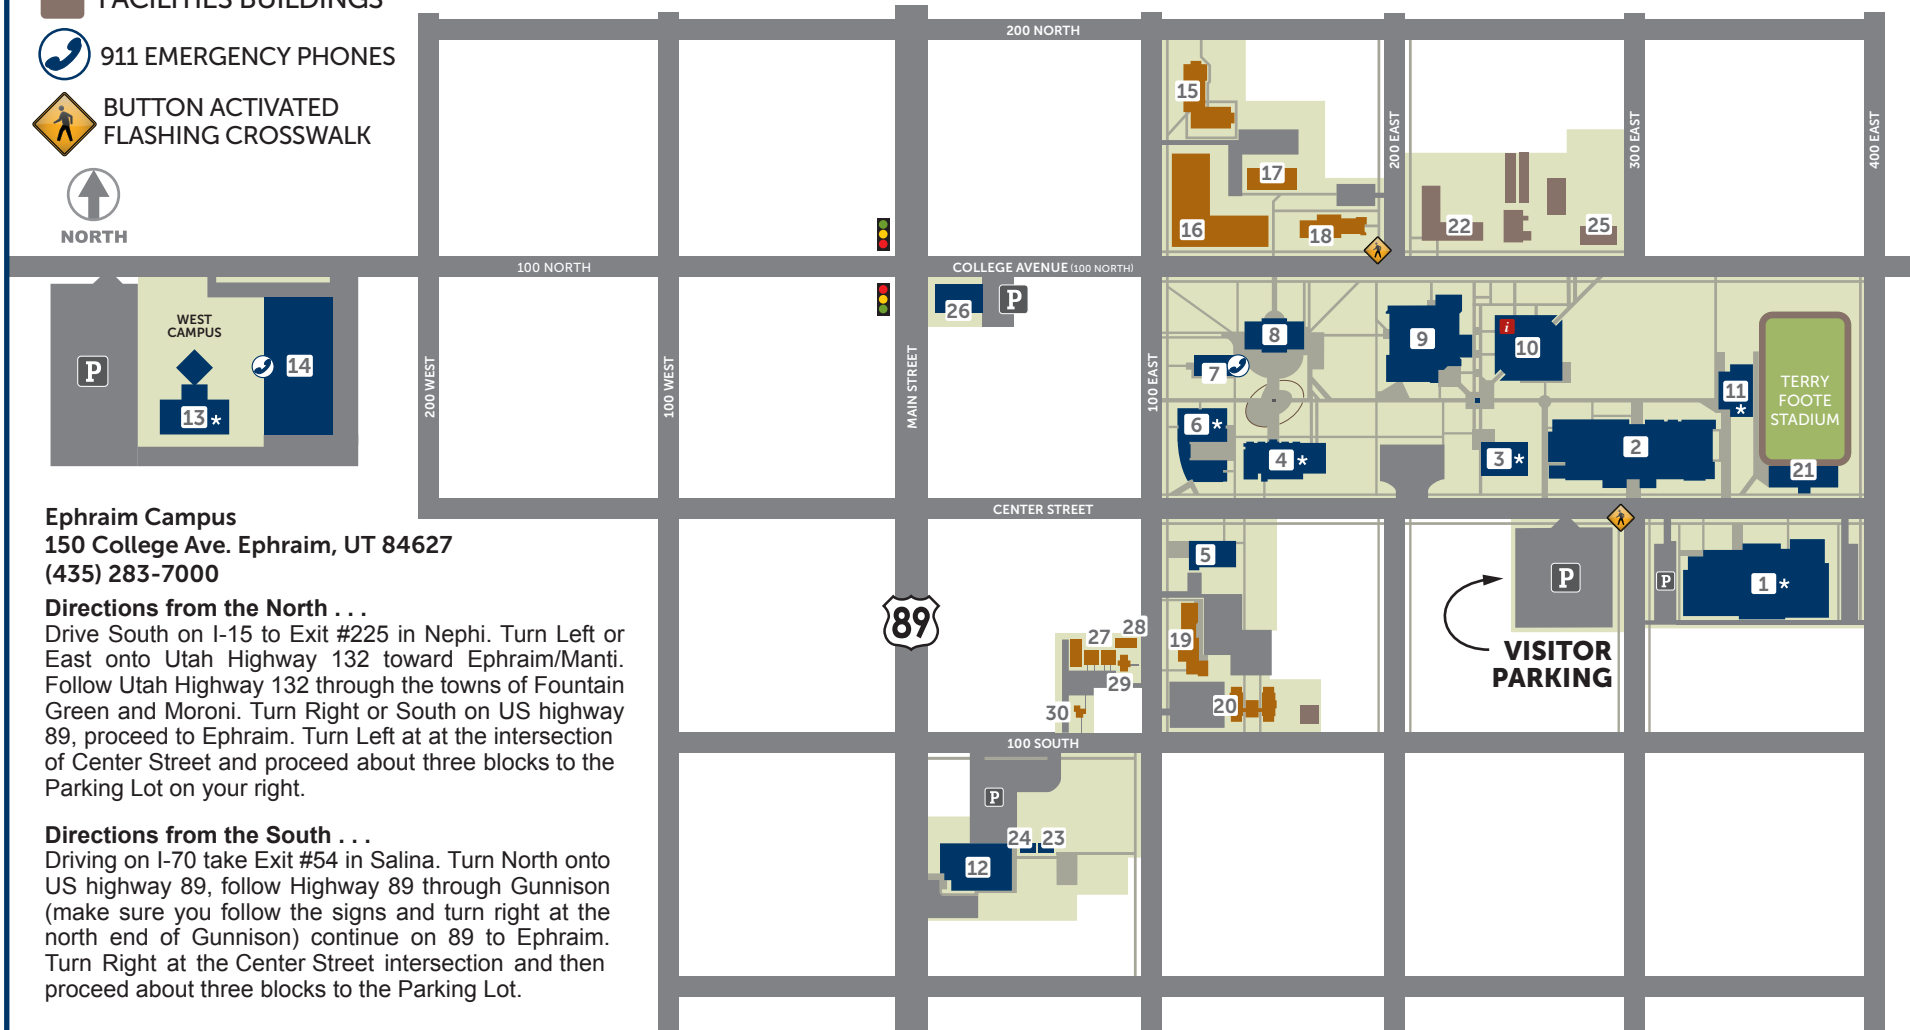 FACILITIES BUILDINGS
911 EMERGENCY PHONES
BUTTON ACTIVATED
FLASHING CROSSWALK
NORTH
200 NORTH
100 NORTH
COLLEGE AVENUE (100 NORTH)
CENTER STREET
100 SOUTH
200 WEST
100 WEST
MAIN STREET
100 EAST
200 EAST
300 EAST
400 EAST
15
17
16
18
22
25
WEST
CAMPUS
P
14
13 *
26
P
8
7
9
i
10
11
*
6 *
4 *
3 *
2
TERRY
FOOTE
STADIUM
21
5
P
P
1 *
89
27
28
19
29
30
20
VISITOR
PARKING
P
24
23
12
Ephraim Campus
150 College Ave. Ephraim, UT 84627
(435) 283-7000
Directions from the North . . .
Drive South on I-15 to Exit #225 in Nephi. Turn Left or
East onto Utah Highway 132 toward Ephraim/Manti.
Follow Utah Highway 132 through the towns of Fountain
Green and Moroni. Turn Right or South on US highway
89, proceed to Ephraim. Turn Left at at the intersection
of Center Street and proceed about three blocks to the
Parking Lot on your right.
Directions from the South . . .
Driving on I-70 take Exit #54 in Salina. Turn North onto
US highway 89, follow Highway 89 through Gunnison
(make sure you follow the signs and turn right at the
north end of Gunnison) continue on 89 to Ephraim.
Turn Right at the Center Street intersection and then
proceed about three blocks to the Parking Lot.